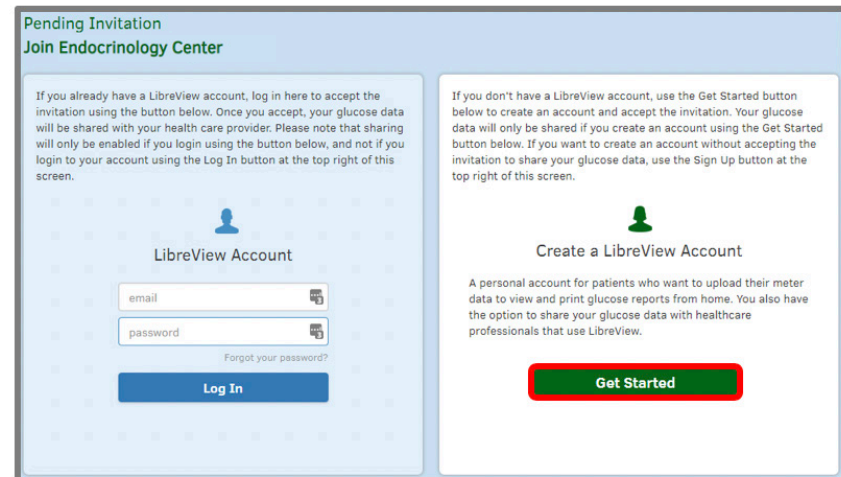 Pending Invitation
Join Endocrinology Center
If you already have a LibreView account, log in here to accept the
invitation using the button below. Once you accept, your glucose data
will be shared with your health care provider. Please note that sharing
will only be enabled if you login using the button below, and not if you
login to your account using the Log In button at the top right of this
screen.
LibreView Account
email
password
Forgot your password?
Log In
If you don't have a LibreView account, use the Get Started button
below to create an account and accept the invitation. Your glucose
data will only be shared if you create an account using the Get Started
button below. If you want to create an account without accepting the
invitation to share your glucose data, use the Sign Up button at the
top right of this screen.
Create a LibreView Account
A personal account for patients who want to upload their meter
data to view and print glucose reports from home. You also have
the option to share your glucose data with healthcare
professionals that use LibreView.
Get Started